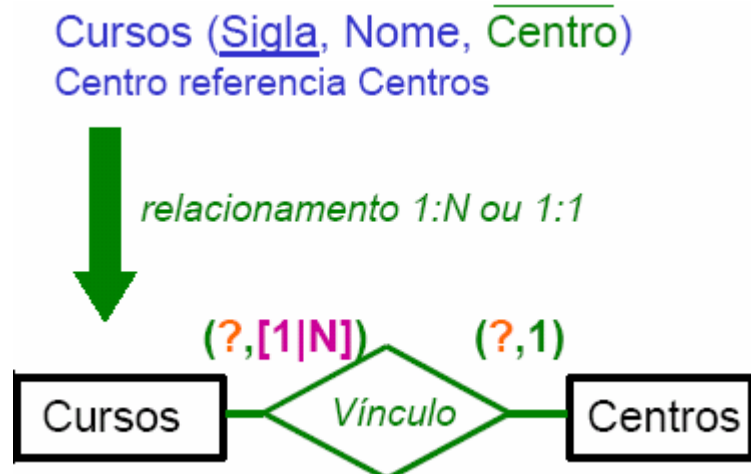 Cursos (Sigla, Nome, Centro)
Centro referencia Centros
relacionamento 1:N ou 1:1
(?,[1|N]) (?,1)
Cursos Vínculo Centros